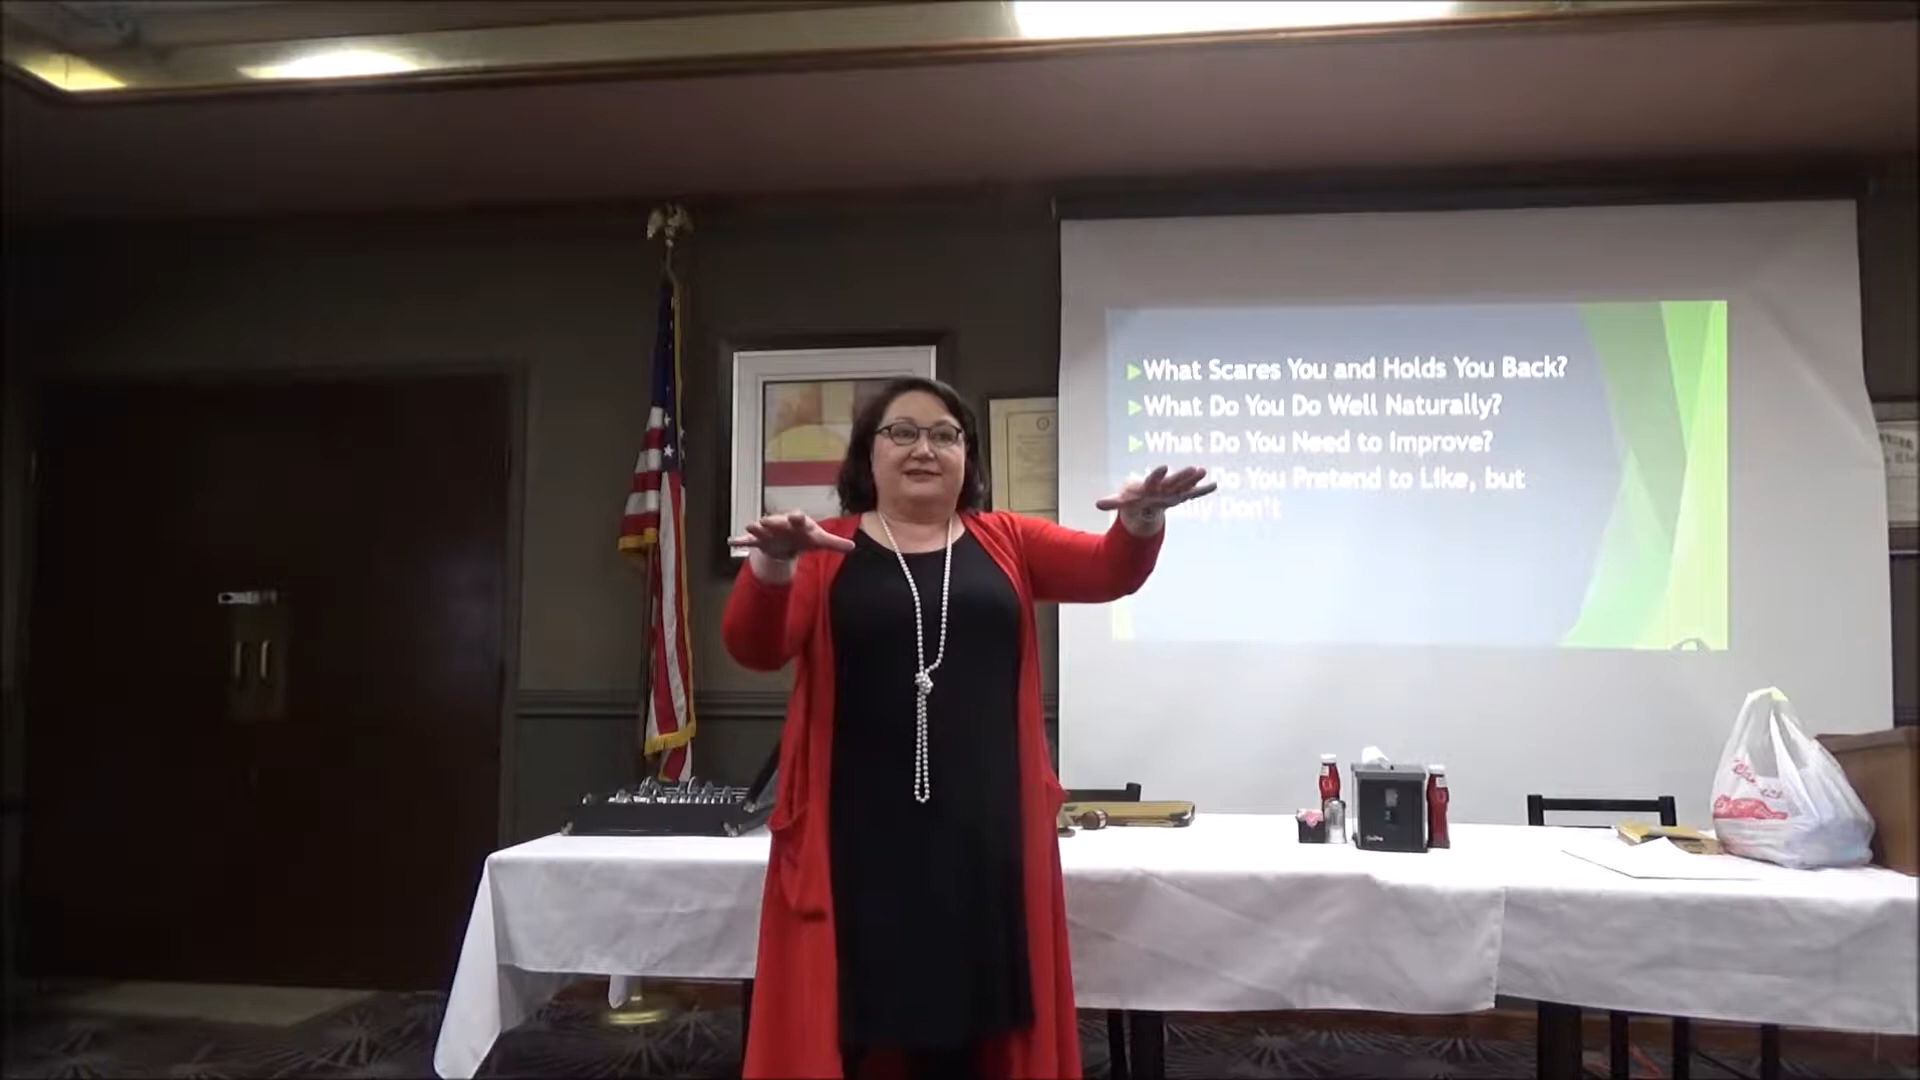 What Scares You and Holds You Back?
What Do You Do Well Naturally?
What Do You Need to Improve?
Do You Pretend to Like, but
Don't